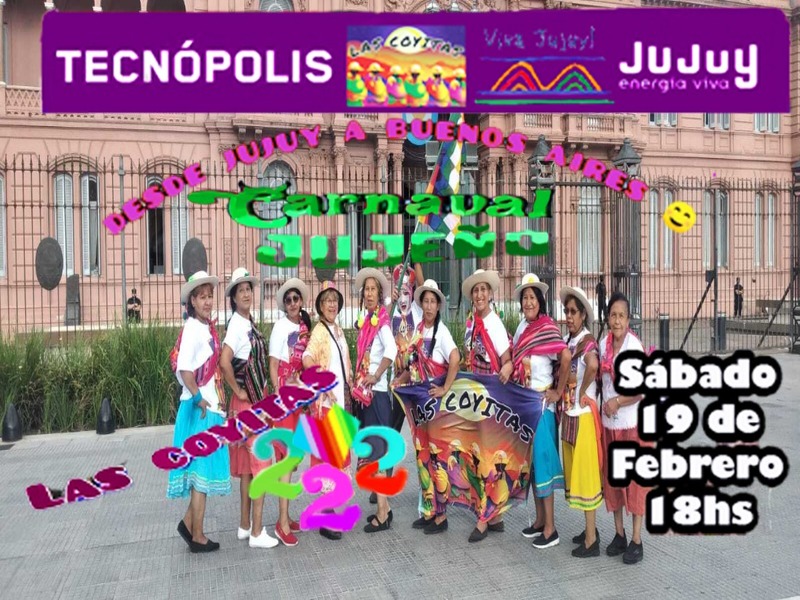 TECNÓPOLIS
LAS COYITAS
Viva Jujuy!
JUJUY
energía viva
DESDE JUJUY A BUENOS AIRES
Carnaval
JUJEÑO
LAS COYITAS
LAS COYITAS
2022
Sábado
19 de
Febrero
18hs